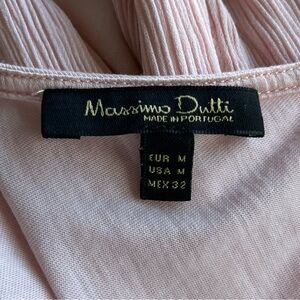 Massimo Dutti
MADE IN PORTUGAL
EUR M
USA M
MEX 32